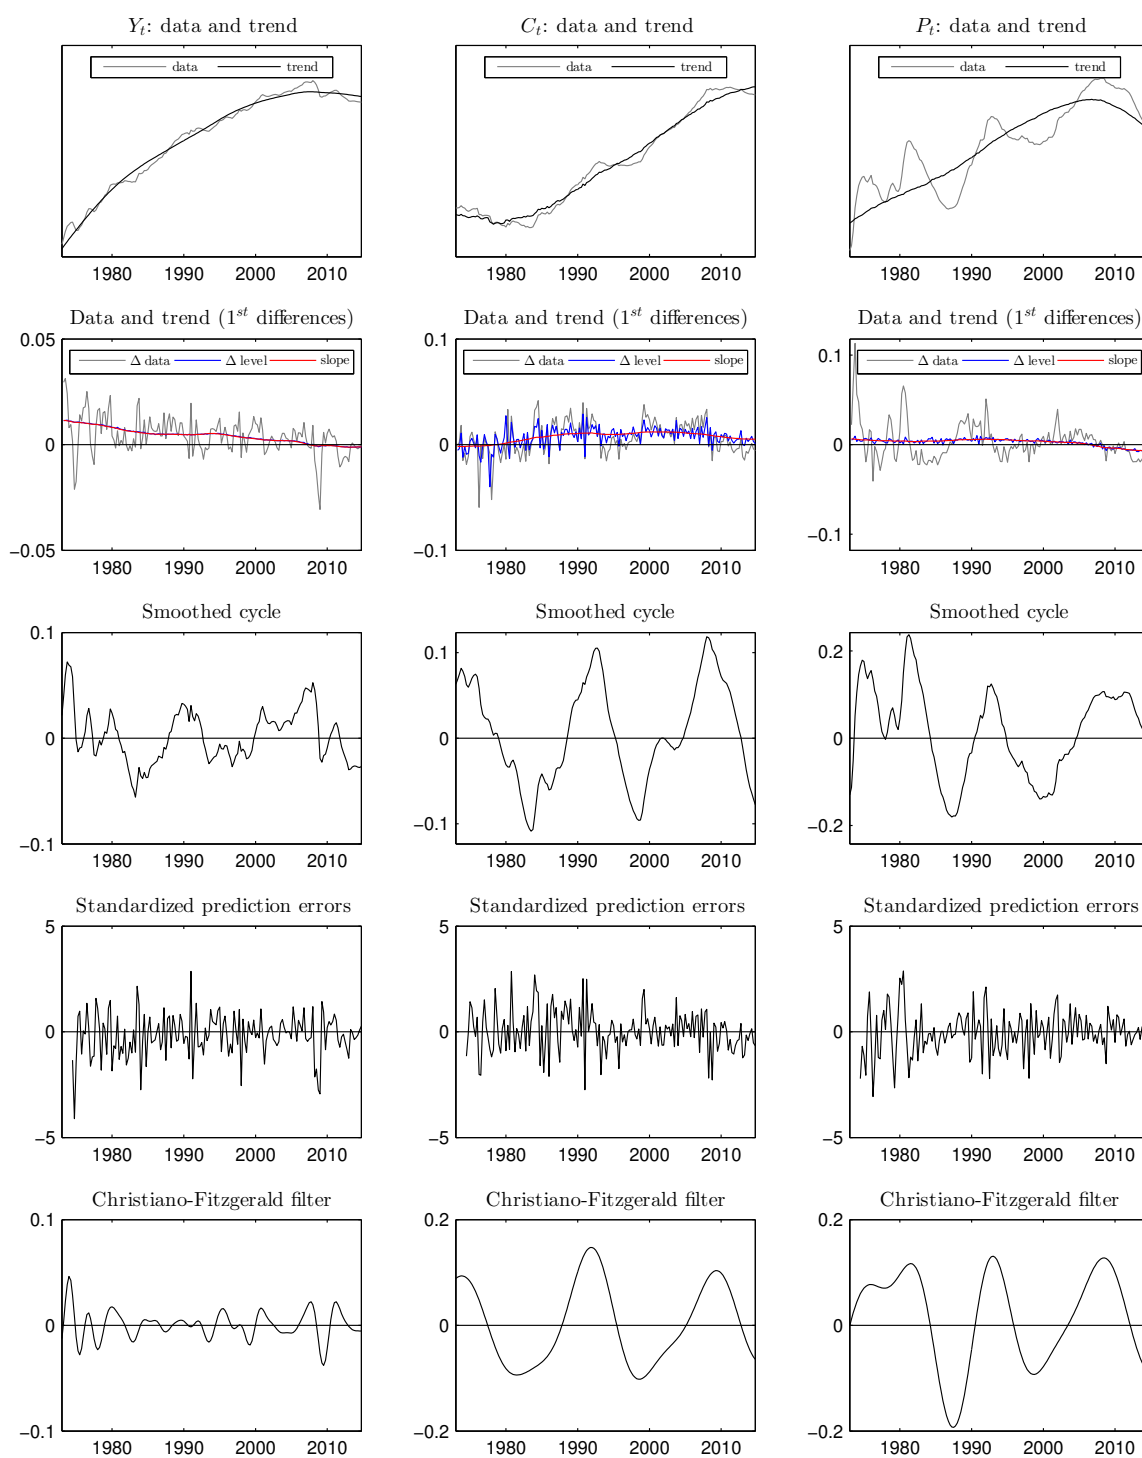 Y_t: data and trend C_t: data and trend P_t: data and trend
data trend data trend data trend
1980 1990 2000 2010 1980 1990 2000 2010 1980 1990 2000 2010
Data and trend (1^st differences) Data and trend (1^st differences) Data and trend (1^st differences)
0.05 0.1 0.1
Δ data Δ level slope Δ data Δ level slope Δ data Δ level slope
0 0 0
−0.05 −0.1 −0.1
1980 1990 2000 2010 1980 1990 2000 2010 1980 1990 2000 2010
Smoothed cycle Smoothed cycle Smoothed cycle
0.1 0.1 0.2
0 0 0
−0.1 −0.1 −0.2
1980 1990 2000 2010 1980 1990 2000 2010 1980 1990 2000 2010
Standardized prediction errors Standardized prediction errors Standardized prediction errors
5 5 5
0 0 0
−5 −5 −5
1980 1990 2000 2010 1980 1990 2000 2010 1980 1990 2000 2010
Christiano-Fitzgerald filter Christiano-Fitzgerald filter Christiano-Fitzgerald filter
0.1 0.2 0.2
0 0 0
−0.1 −0.2 −0.2
1980 1990 2000 2010 1980 1990 2000 2010 1980 1990 2000 2010